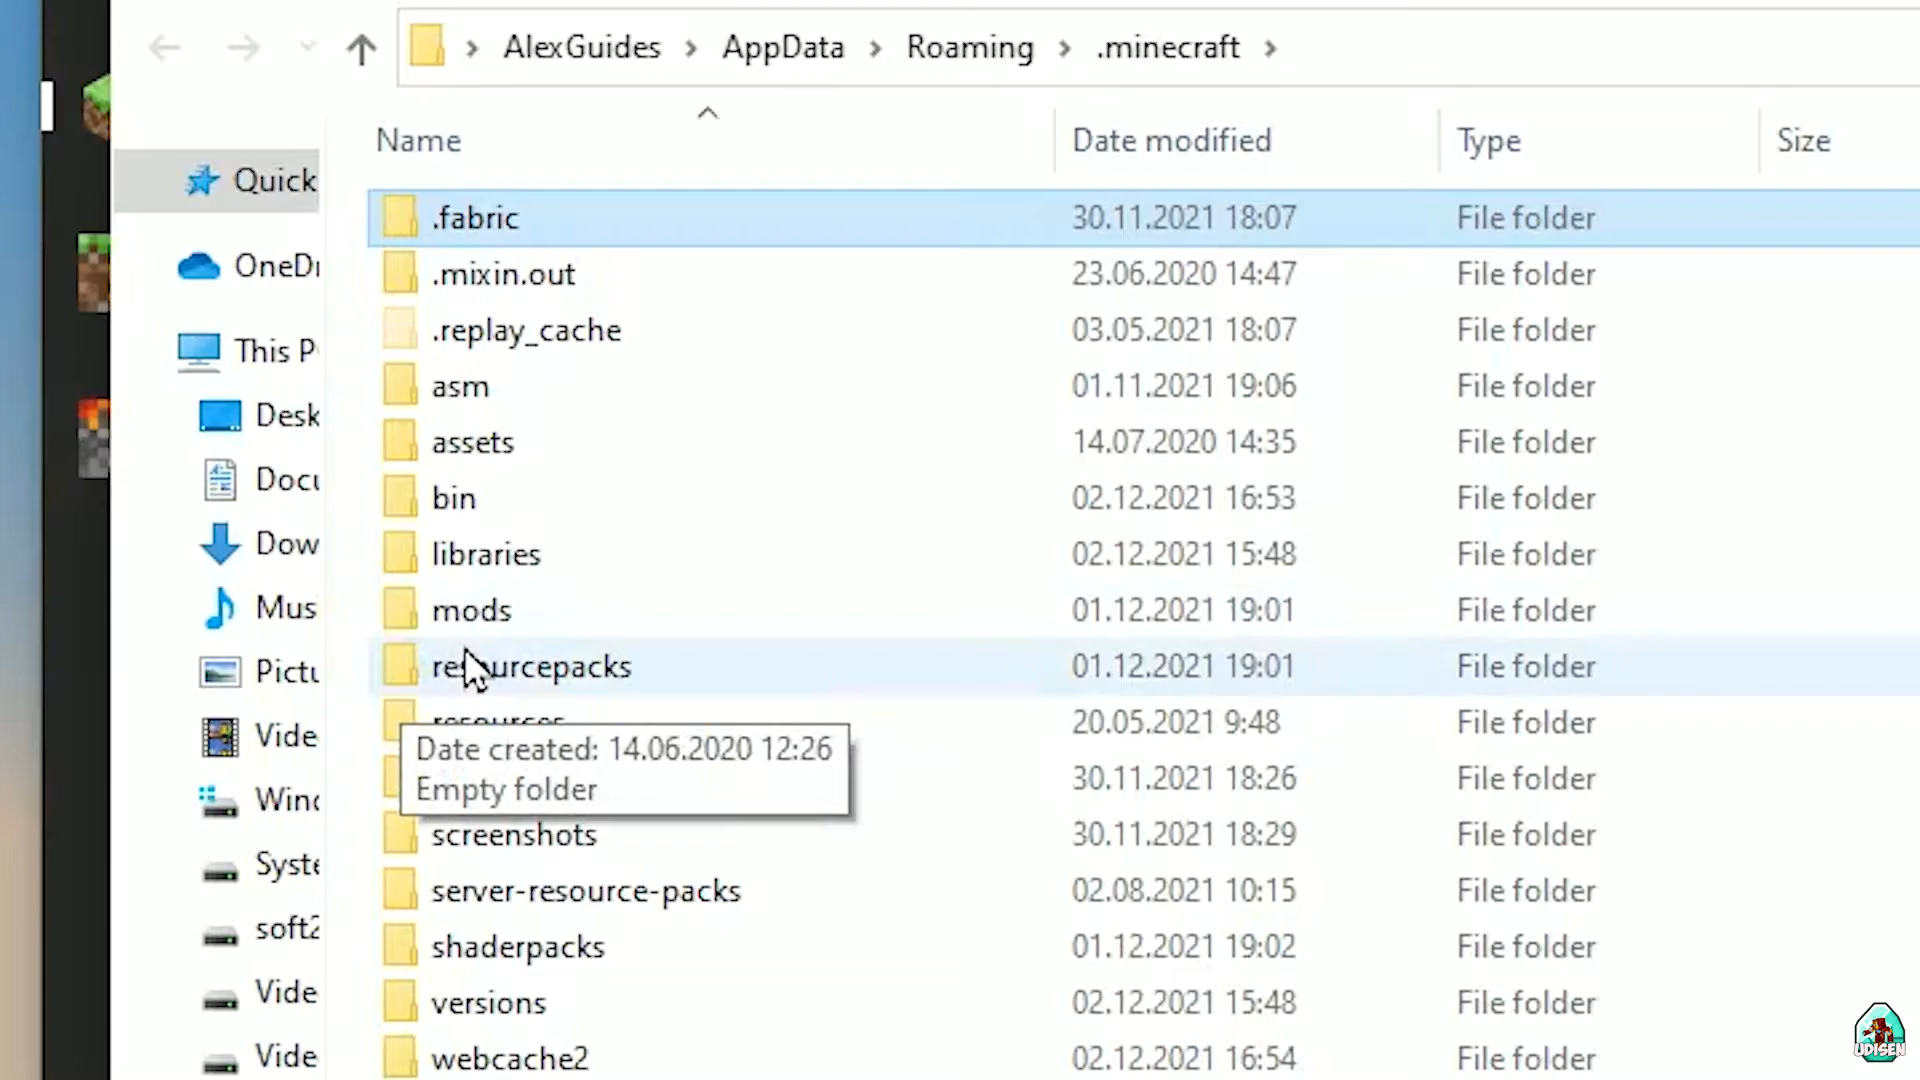 AlexGuides > AppData > Roaming > .minecraft >
Name Date modified Type Size
Quick
.fabric 30.11.2021 18:07 File folder
.mixin.out 23.06.2020 14:47 File folder
OneDr
.replay_cache 03.05.2021 18:07 File folder
This P
asm 01.11.2021 19:06 File folder
Desk
assets 14.07.2020 14:35 File folder
Docu
bin 02.12.2021 16:53 File folder
Dow
libraries 02.12.2021 15:48 File folder
Mus
mods 01.12.2021 19:01 File folder
Pictu
resourcepacks 01.12.2021 19:01 File folder
Vide
resources 20.05.2021 9:48 File folder
Date created: 14.06.2020 12:26
Empty folder
30.11.2021 18:26 File folder
Wind
screenshots 30.11.2021 18:29 File folder
Syste
server-resource-packs 02.08.2021 10:15 File folder
soft2
shaderpacks 01.12.2021 19:02 File folder
Vide
versions 02.12.2021 15:48 File folder
Vide
webcache2 02.12.2021 16:54 File folder
UDISEN